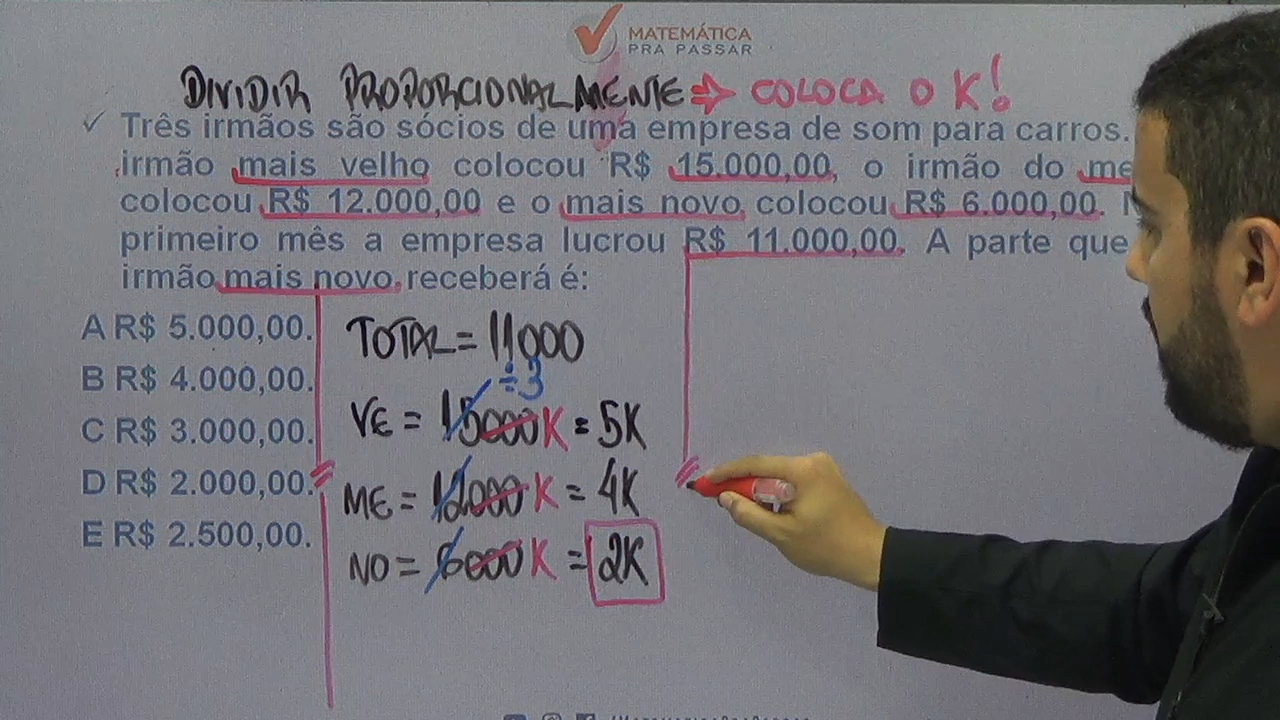 MATEMÁTICA
PRA PASSAR
DIVIDIR PROPORCIONALMENTE ⇒ COLOCA O K!
✓ Três irmãos são sócios de uma empresa de som para carros.
irmão mais velho colocou R$ 15.000,00, o irmão do me
colocou R$ 12.000,00 e o mais novo colocou R$ 6.000,00.
primeiro mês a empresa lucrou R$ 11.000,00. A parte que
irmão mais novo receberá é:
A R$ 5.000,00.
B R$ 4.000,00.
C R$ 3.000,00.
D R$ 2.000,00.
E R$ 2.500,00.
TOTAL = 11000
÷3
VE = 15000K = 5K
ME = 12000K = 4K
NO = 6000K = 2K